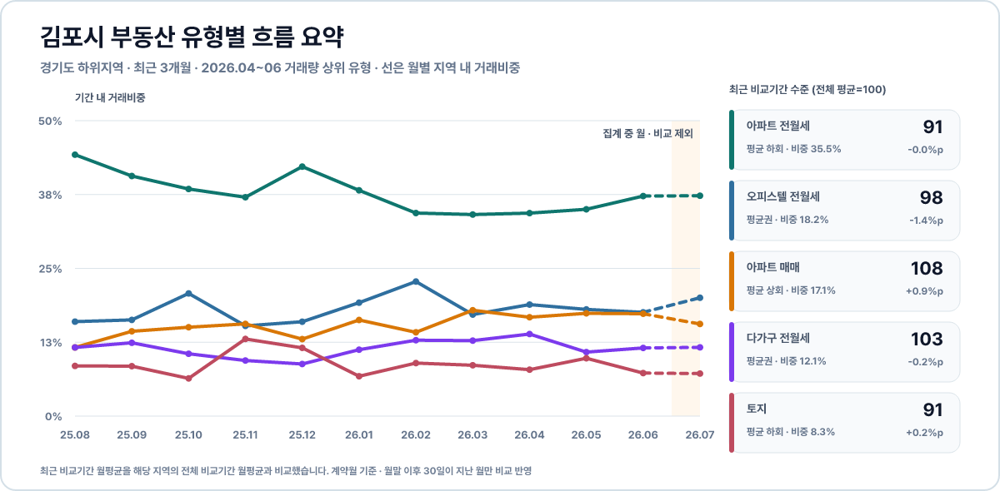 김포시 부동산 유형별 흐름 요약
경기도 하위지역 · 최근 3개월 · 2026.04~06 거래량 상위 유형 · 선은 월별 지역 내 거래비중
기간 내 거래비중
50%
38%
25%
13%
0%
집계 중 월 · 비교 제외
25.08 25.09 25.10 25.11 25.12 26.01 26.02 26.03 26.04 26.05 26.06 26.07
최근 비교기간 수준 (전체 평균=100)
아파트 전월세 91
평균 하회 · 비중 35.5% -0.0%p
오피스텔 전월세 98
평균권 · 비중 18.2% -1.4%p
아파트 매매 108
평균 상회 · 비중 17.1% +0.9%p
다가구 전월세 103
평균권 · 비중 12.1% -0.2%p
토지 91
평균 하회 · 비중 8.3% +0.2%p
최근 비교기간 월평균을 해당 지역의 전체 비교기간 월평균과 비교했습니다. 계약월 기준 · 월말 이후 30일이 지난 월만 비교 반영